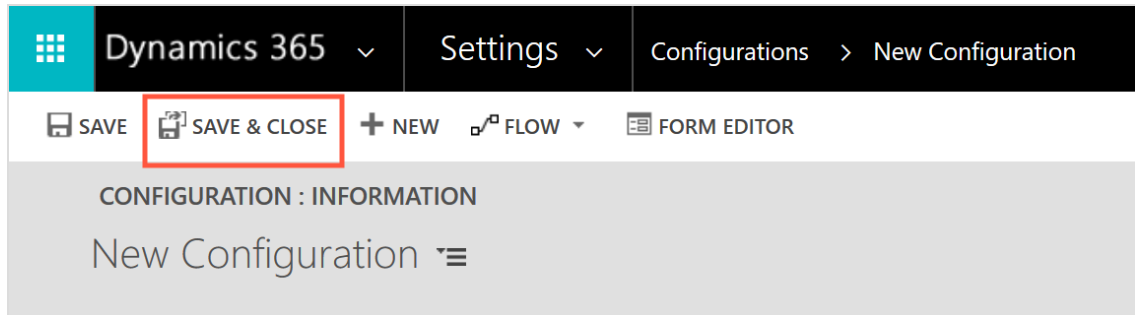 Dynamics 365 Settings Configurations > New Configuration
SAVE SAVE & CLOSE NEW FLOW FORM EDITOR
CONFIGURATION : INFORMATION
New Configuration